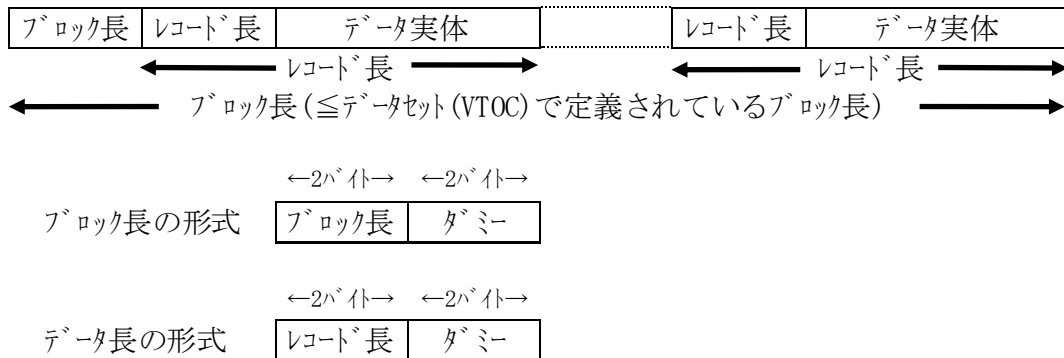 ﾌﾞﾛｯｸ長 ﾚｺｰﾄﾞ長 ﾃﾞｰﾀ実体 ﾚｺｰﾄﾞ長 ﾃﾞｰﾀ実体
ﾚｺｰﾄﾞ長 ﾚｺｰﾄﾞ長
ﾌﾞﾛｯｸ長(≦ﾃﾞｰﾀｾｯﾄ(VTOC)で定義されているﾌﾞﾛｯｸ長)
←2ﾊﾞｲﾄ→ ←2ﾊﾞｲﾄ→
ﾌﾞﾛｯｸ長の形式 ﾌﾞﾛｯｸ長 ﾀﾞﾐｰ
←2ﾊﾞｲﾄ→ ←2ﾊﾞｲﾄ→
ﾃﾞｰﾀ長の形式 ﾚｺｰﾄﾞ長 ﾀﾞﾐｰ